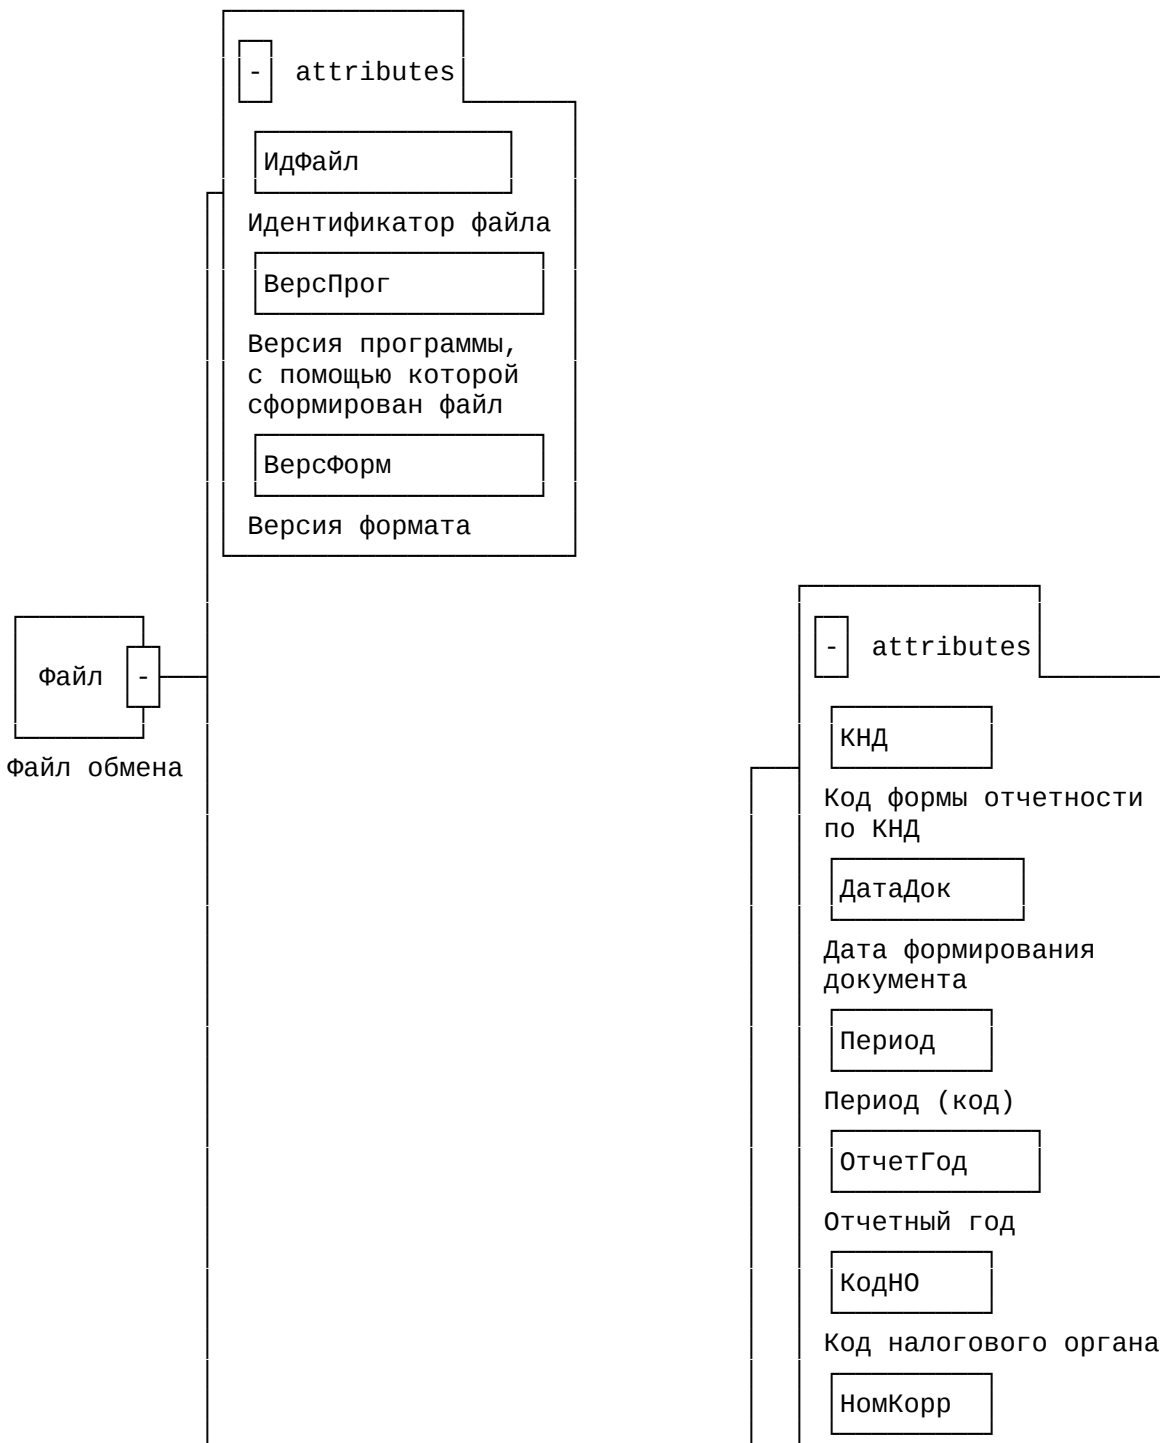 - attributes
ИдФайл
Идентификатор файла
ВерсПрог
Версия программы,
с помощью которой
сформирован файл
ВерсФорм
Версия формата
Файл -
Файл обмена
- attributes
КНД
Код формы отчетности
по КНД
ДатаДок
Дата формирования
документа
Период
Период (код)
ОтчетГод
Отчетный год
КодНО
Код налогового органа
НомКорр